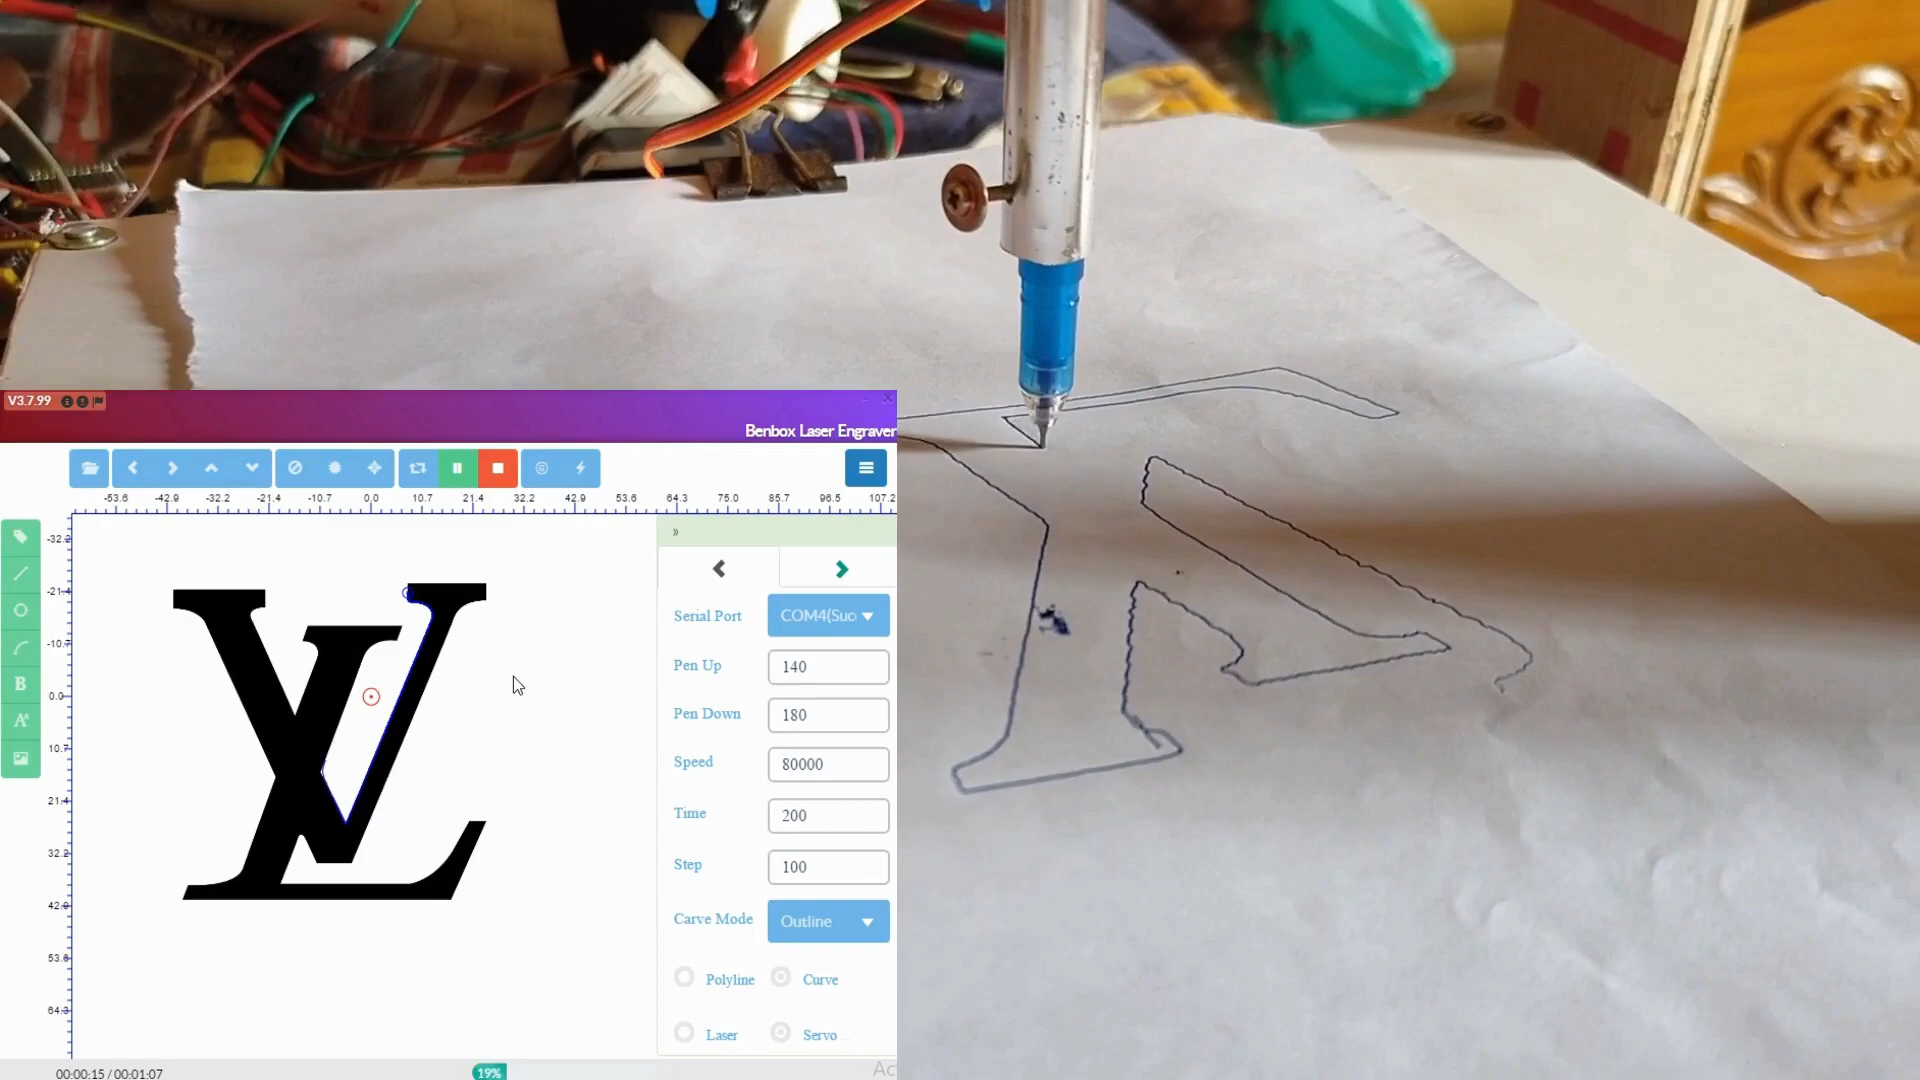 V3.7.99
Benbox Laser Engraver
-53.6 -42.9 -32.2 -21.4 -10.7 0.0 10.7 21.4 32.2 42.9 53.6 64.3 75.0 85.7 96.5 107.2
-32.2
-21.4
-10.7
0.0
10.7
21.4
32.2
42.9
53.6
64.3
B
A
LV
Serial Port COM4(Suc
Pen Up 140
Pen Down 180
Speed 80000
Time 200
Step 100
Carve Mode Outline
Polyline Curve
Laser Servo
00:00:15 / 00:01:07 19% Ac